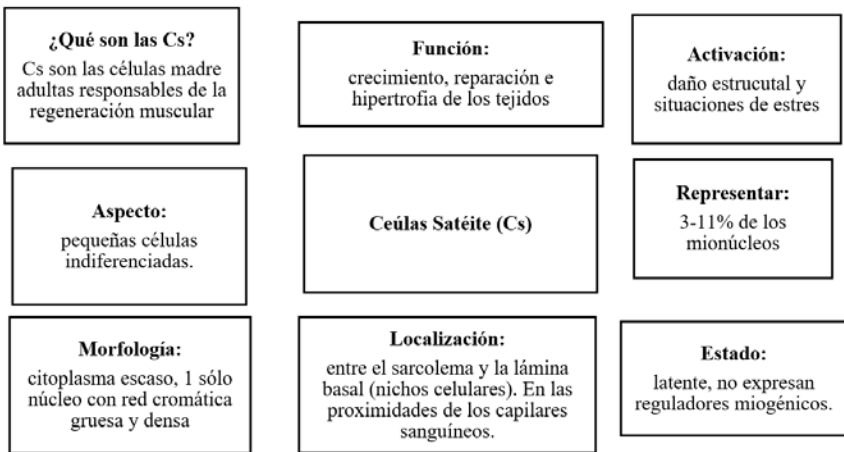 ¿Qué son las Cs?
Cs son las células madre
adultas responsables de la
regeneración muscular
Función:
crecimiento, reparación e
hipertrofia de los tejidos
Activación:
daño estrucutal y
situaciones de estres
Aspecto:
pequeñas células
indiferenciadas.
Ceúlas Satéite (Cs)
Representar:
3-11% de los
mionúcleos
Morfología:
citoplasma escaso, 1 sólo
núcleo con red cromática
gruesa y densa
Localización:
entre el sarcolema y la lámina
basal (nichos celulares). En las
proximidades de los capilares
sanguíneos.
Estado:
latente, no expresan
reguladores miogénicos.